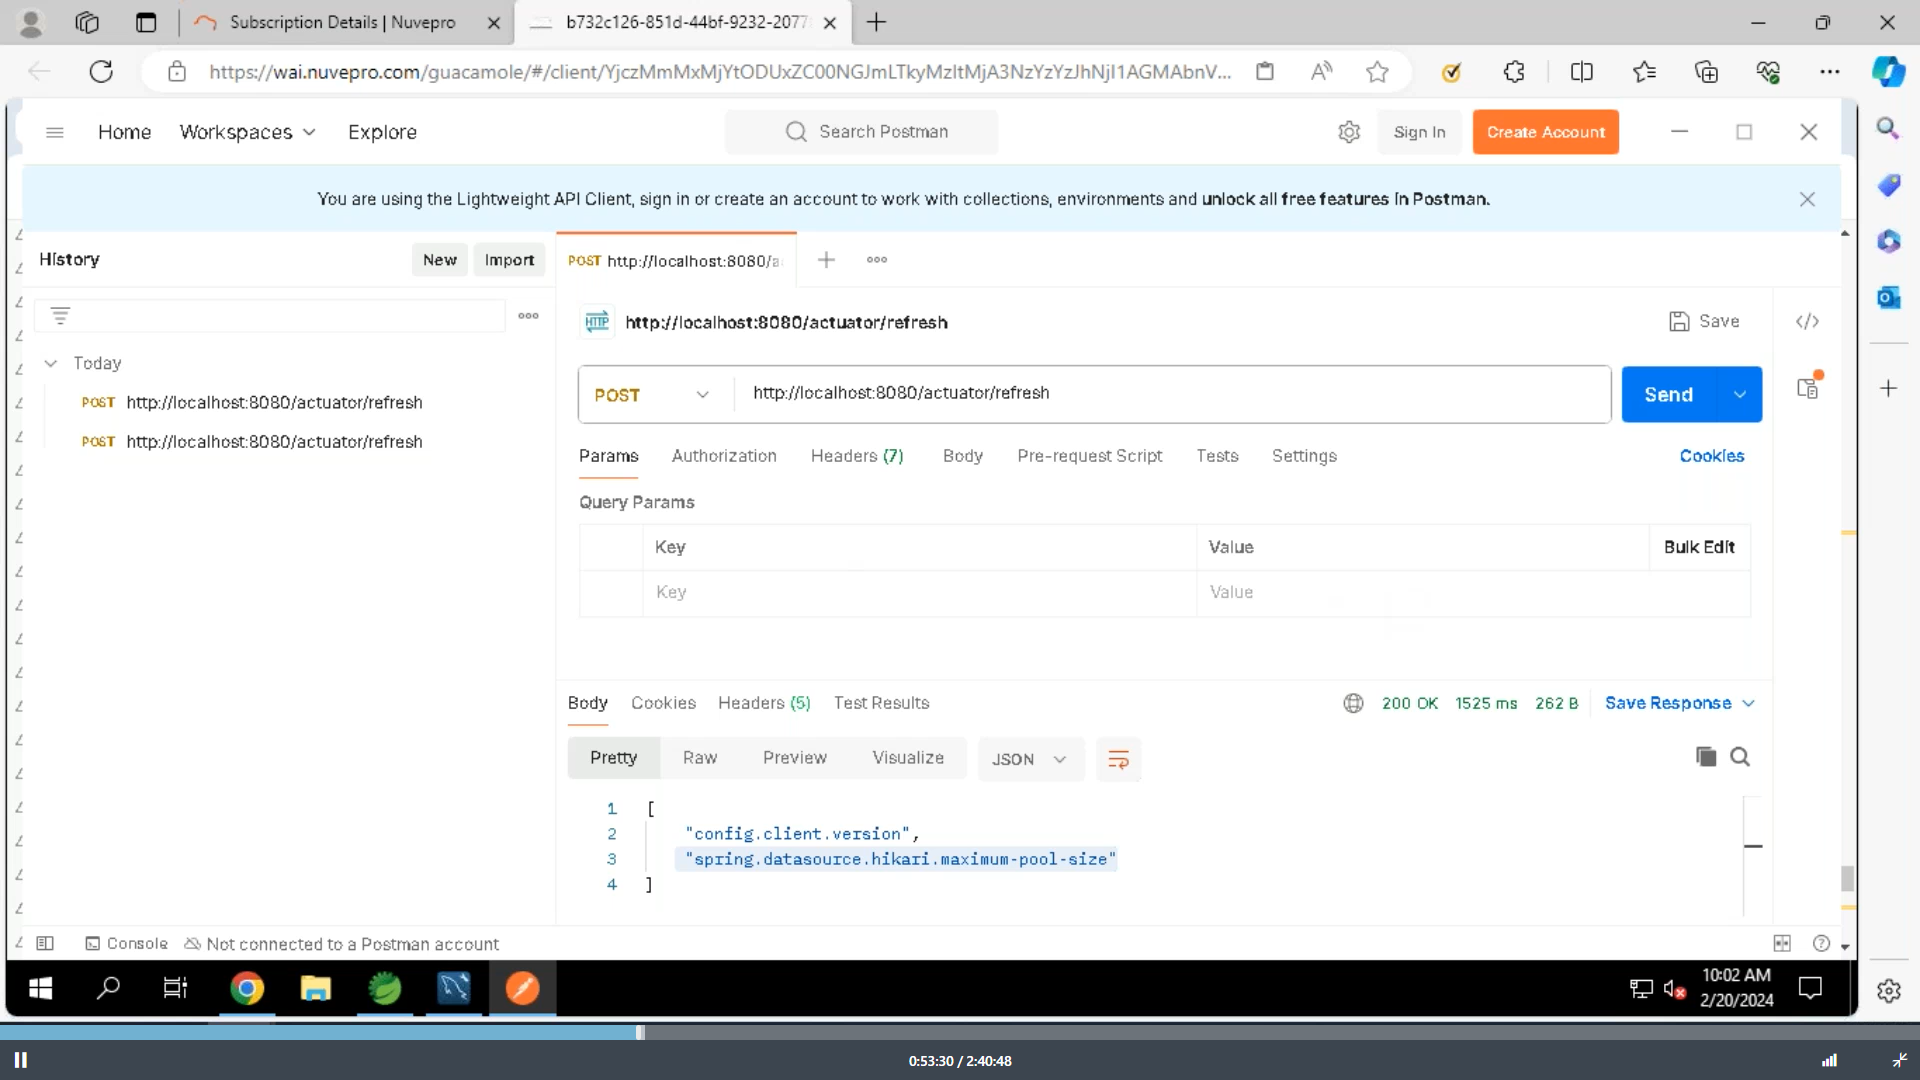 Subscription Details | Nuvepro
b732c126-851d-44bf-9232-2077
https://wai.nuvepro.com/guacamole/#/client/YjczMmMxMjYtODUxZC00NGJmLTkyMzItMjA3NzYzYzJhNjI1AGMAbnV...
Home
Workspaces
Explore
Search Postman
Sign In
Create Account
You are using the Lightweight API Client, sign in or create an account to work with collections, environments and unlock all free features in Postman.
History
New
Import
POST http://localhost:8080/a
HTTP
http://localhost:8080/actuator/refresh
Save
Today
POST http://localhost:8080/actuator/refresh
POST http://localhost:8080/actuator/refresh
POST
http://localhost:8080/actuator/refresh
Send
Params
Authorization
Headers (7)
Body
Pre-request Script
Tests
Settings
Cookies
Query Params
Key
Value
Bulk Edit
Key
Value
Body
Cookies
Headers (5)
Test Results
200 OK
1525 ms
262 B
Save Response
Pretty
Raw
Preview
Visualize
JSON
1 [
2 "config.client.version",
3 "spring.datasource.hikari.maximum-pool-size"
4 ]
Console
Not connected to a Postman account
10:02 AM
2/20/2024
0:53:30 / 2:40:48